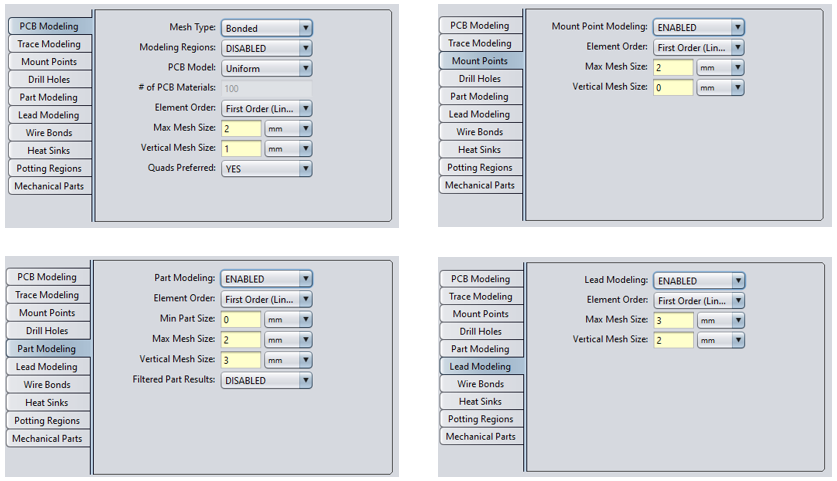 PCB Modeling
Trace Modeling
Mount Points
Drill Holes
Part Modeling
Lead Modeling
Wire Bonds
Heat Sinks
Potting Regions
Mechanical Parts
Mesh Type: Bonded
Modeling Regions: DISABLED
PCB Model: Uniform
# of PCB Materials: 100
Element Order: First Order (Lin...
Max Mesh Size: 2 mm
Vertical Mesh Size: 1 mm
Quads Preferred: YES
PCB Modeling
Trace Modeling
Mount Points
Drill Holes
Part Modeling
Lead Modeling
Wire Bonds
Heat Sinks
Potting Regions
Mechanical Parts
Mount Point Modeling: ENABLED
Element Order: First Order (Lin...
Max Mesh Size: 2 mm
Vertical Mesh Size: 0 mm
PCB Modeling
Trace Modeling
Mount Points
Drill Holes
Part Modeling
Lead Modeling
Wire Bonds
Heat Sinks
Potting Regions
Mechanical Parts
Part Modeling: ENABLED
Element Order: First Order (Lin...
Min Part Size: 0 mm
Max Mesh Size: 2 mm
Vertical Mesh Size: 3 mm
Filtered Part Results: DISABLED
PCB Modeling
Trace Modeling
Mount Points
Drill Holes
Part Modeling
Lead Modeling
Wire Bonds
Heat Sinks
Potting Regions
Mechanical Parts
Lead Modeling: ENABLED
Element Order: First Order (Lin...
Max Mesh Size: 3 mm
Vertical Mesh Size: 2 mm